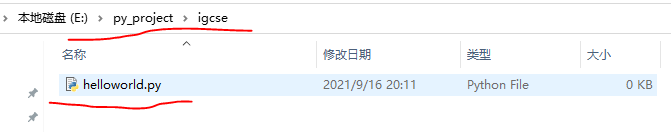 本地磁盘 (E:) > py_project > igcse
名称 修改日期 类型 大小
helloworld.py 2021/9/16 20:11 Python File 0 KB